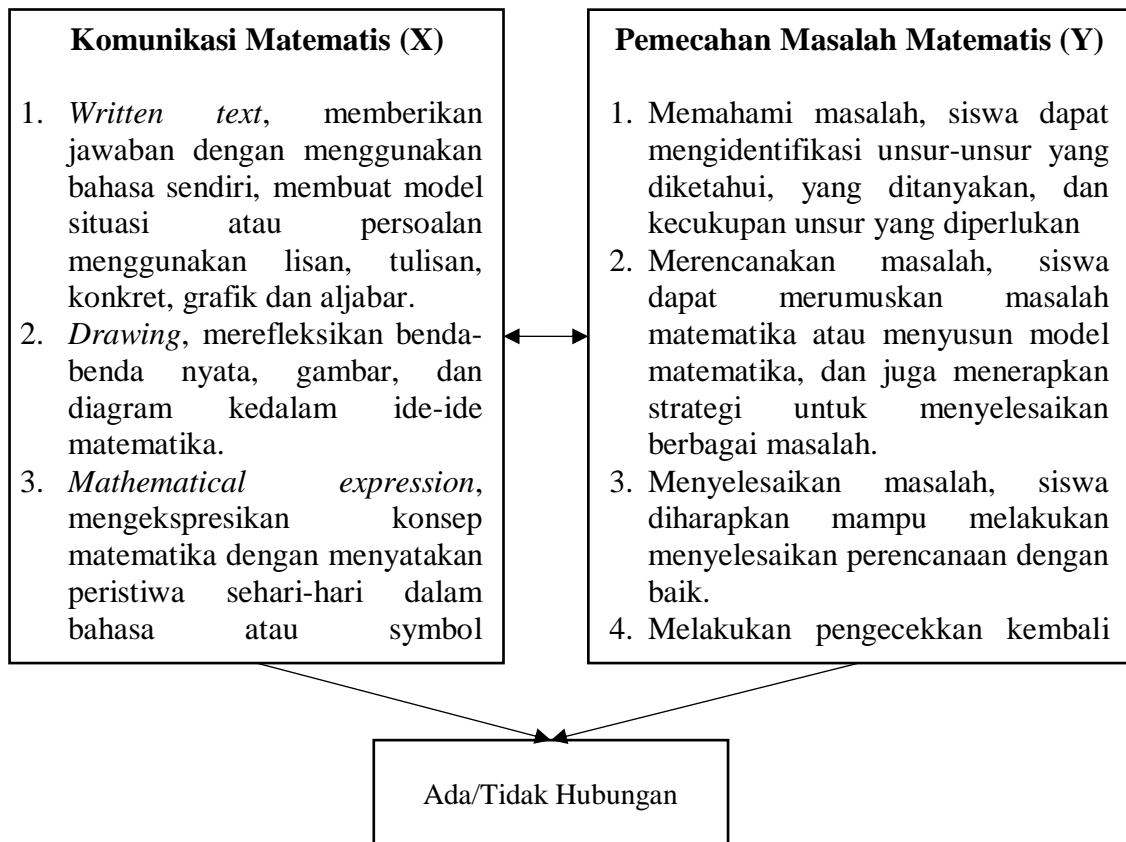 Komunikasi Matematis (X)
1. Written text, memberikan
jawaban dengan menggunakan
bahasa sendiri, membuat model
situasi atau persoalan
menggunakan lisan, tulisan,
konkret, grafik dan aljabar.
2. Drawing, merefleksikan benda-
benda nyata, gambar, dan
diagram kedalam ide-ide
matematika.
3. Mathematical expression,
mengekspresikan konsep
matematika dengan menyatakan
peristiwa sehari-hari dalam
bahasa atau symbol
Pemecahan Masalah Matematis (Y)
1. Memahami masalah, siswa dapat
mengidentifikasi unsur-unsur yang
diketahui, yang ditanyakan, dan
kecukupan unsur yang diperlukan
2. Merencanakan masalah, siswa
dapat merumuskan masalah
matematika atau menyusun model
matematika, dan juga menerapkan
strategi untuk menyelesaikan
berbagai masalah.
3. Menyelesaikan masalah, siswa
diharapkan mampu melakukan
menyelesaikan perencanaan dengan
baik.
4. Melakukan pengecekkan kembali
Ada/Tidak Hubungan